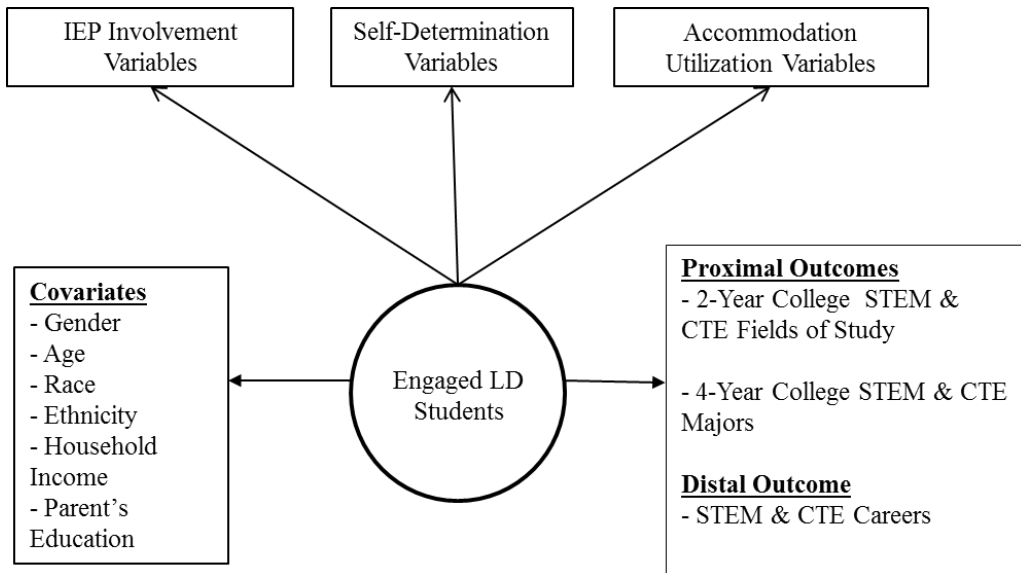 IEP Involvement
Variables
Self-Determination
Variables
Accommodation
Utilization Variables
Covariates
- Gender
- Age
- Race
- Ethnicity
- Household
Income
- Parent’s
Education
Engaged LD
Students
Proximal Outcomes
- 2-Year College STEM &
CTE Fields of Study
- 4-Year College STEM & CTE
Majors
Distal Outcome
- STEM & CTE Careers